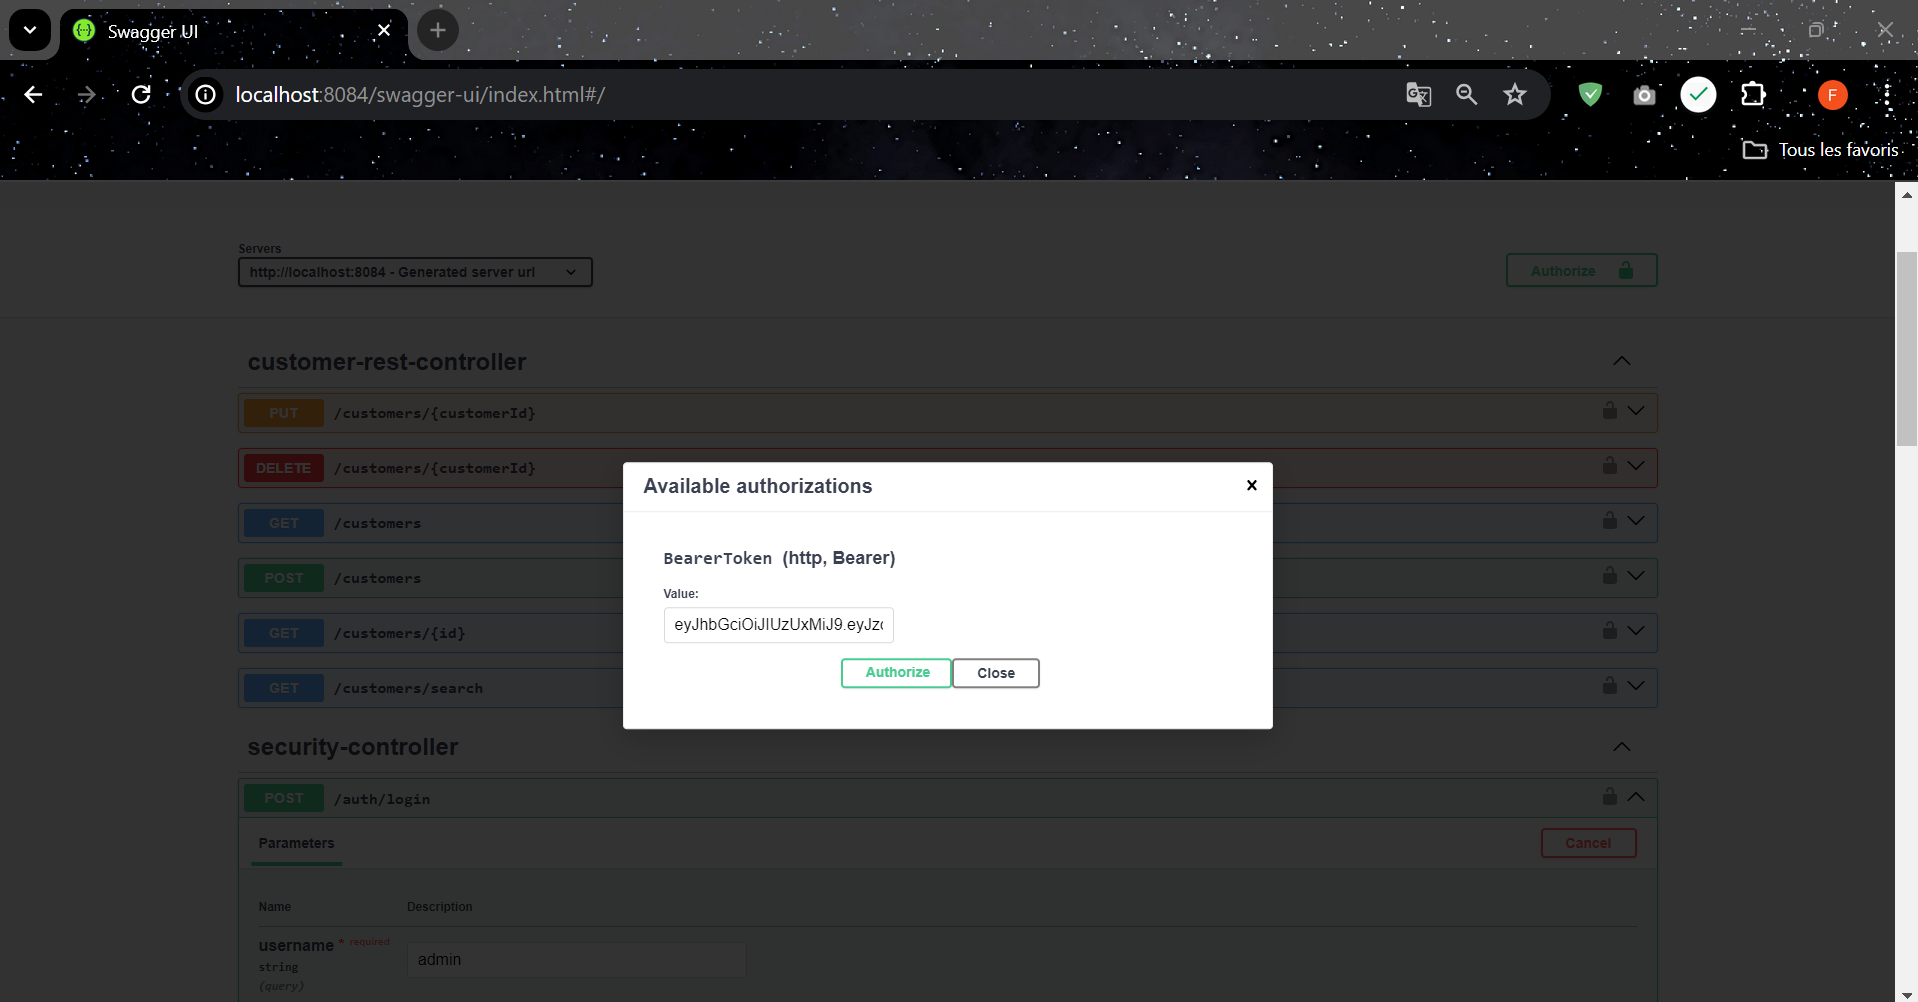 Swagger UI
localhost:8084/swagger-ui/index.html#/
F
Tous les favoris
Servers
http://localhost:8084 - Generated server url
Authorize
customer-rest-controller
PUT /customers/{customerId}
DELETE /customers/{customerId}
GET /customers
POST /customers
GET /customers/{id}
GET /customers/search
Available authorizations
BearerToken (http, Bearer)
Value:
eyJhbGciOiJIUzUxMiJ9.eyJzd
Authorize
Close
security-controller
POST /auth/login
Parameters
Cancel
Name Description
username * required
string
(query)
admin